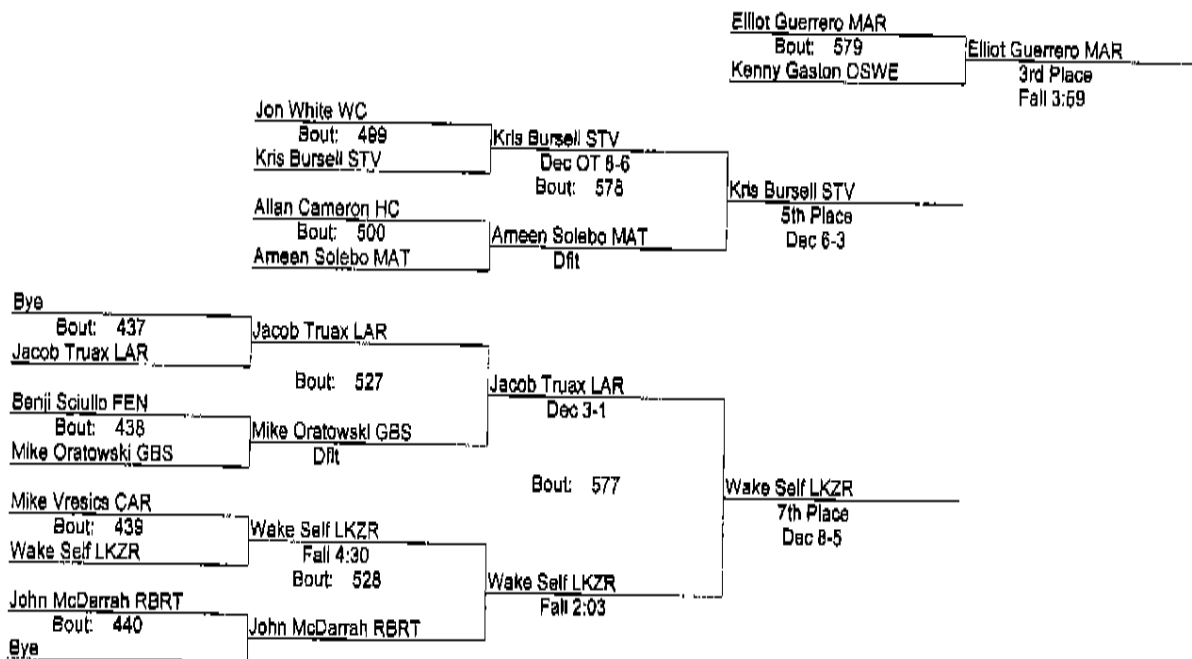 Elliot Guerrero MAR
Bout: 579
Kenny Gaston OSWE
Elliot Guerrero MAR
3rd Place
Fall 3:59
Jon White WC
Bout: 499
Kris Bursell STV
Kris Bursell STV
Dec OT 8-6
Bout: 578
Allan Cameron HC
Bout: 500
Ameen Solebo MAT
Ameen Solebo MAT
Dflt
Kris Bursell STV
5th Place
Dec 6-3
Bye
Bout: 437
Jacob Truax LAR
Jacob Truax LAR
Bout: 527
Benji Sciullo FEN
Bout: 438
Mike Oratowski GBS
Mike Oratowski GBS
Dflt
Jacob Truax LAR
Dec 3-1
Bout: 577
Mike Vresics CAR
Bout: 439
Wake Self LKZR
Wake Self LKZR
Fall 4:30
Bout: 528
John McDarrah RBRT
Bout: 440
Bye
John McDarrah RBRT
Wake Self LKZR
Fall 2:03
Wake Self LKZR
7th Place
Dec 8-5